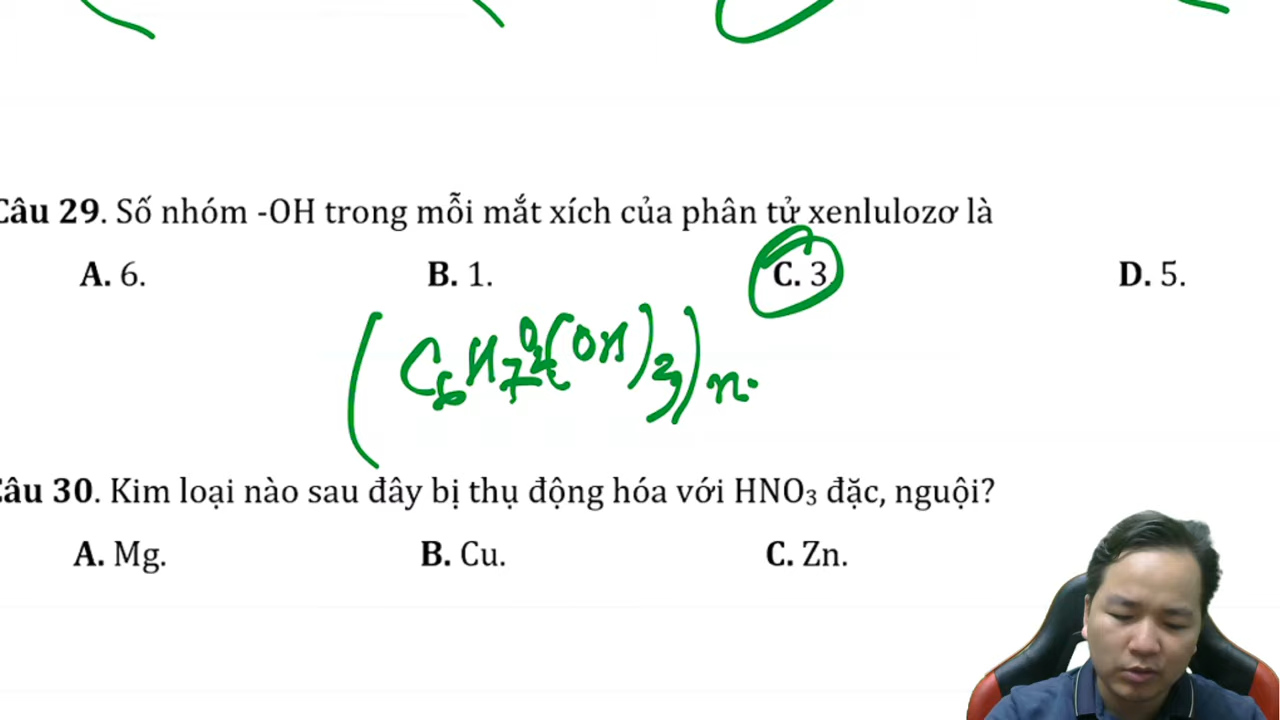 Câu 29. Số nhóm -OH trong mỗi mắt xích của phân tử xenlulozơ là
A. 6. B. 1. C. 3 D. 5.
(C₆H₇O₂(OH)₃)n
Câu 30. Kim loại nào sau đây bị thụ động hóa với HNO₃ đặc, nguội?
A. Mg. B. Cu. C. Zn.